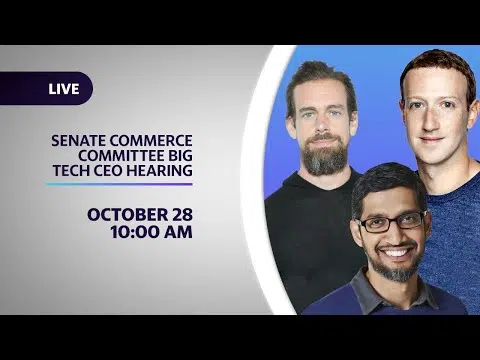 LIVE
SENATE COMMERCE
COMMITTEE BIG
TECH CEO HEARING
OCTOBER 28
10:00 AM